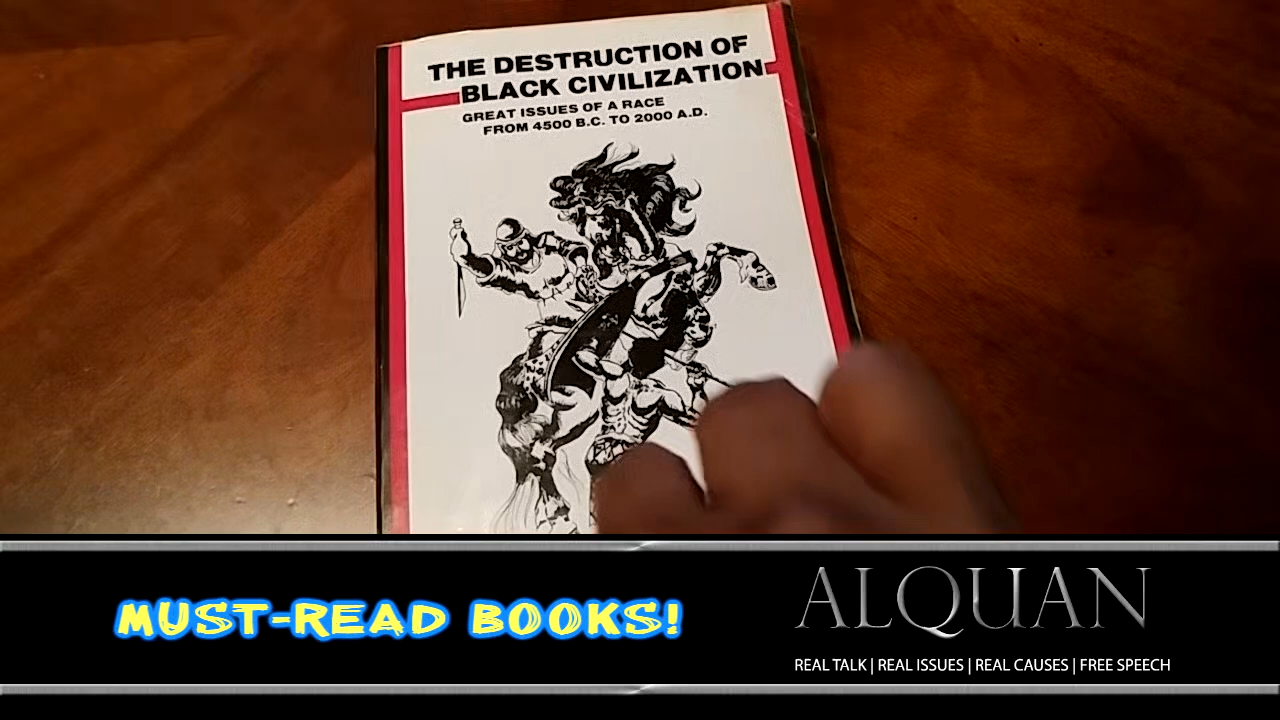 THE DESTRUCTION OF
BLACK CIVILIZATION
GREAT ISSUES OF A RACE
FROM 4500 B.C. TO 2000 A.D.
MUST-READ BOOKS!
ALQUAN
REAL TALK | REAL ISSUES | REAL CAUSES | FREE SPEECH